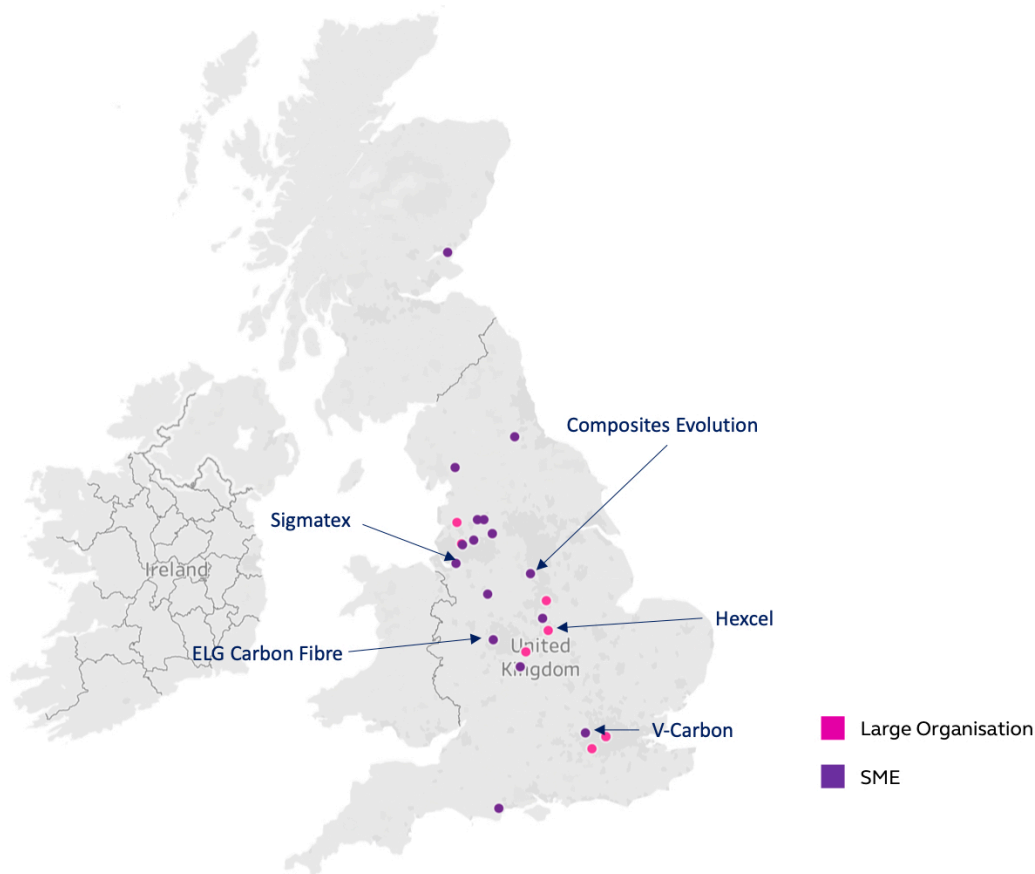 Composites Evolution
Sigmatex
Ireland
Hexcel
United
Kingdom
ELG Carbon Fibre
V-Carbon
Large Organisation
SME